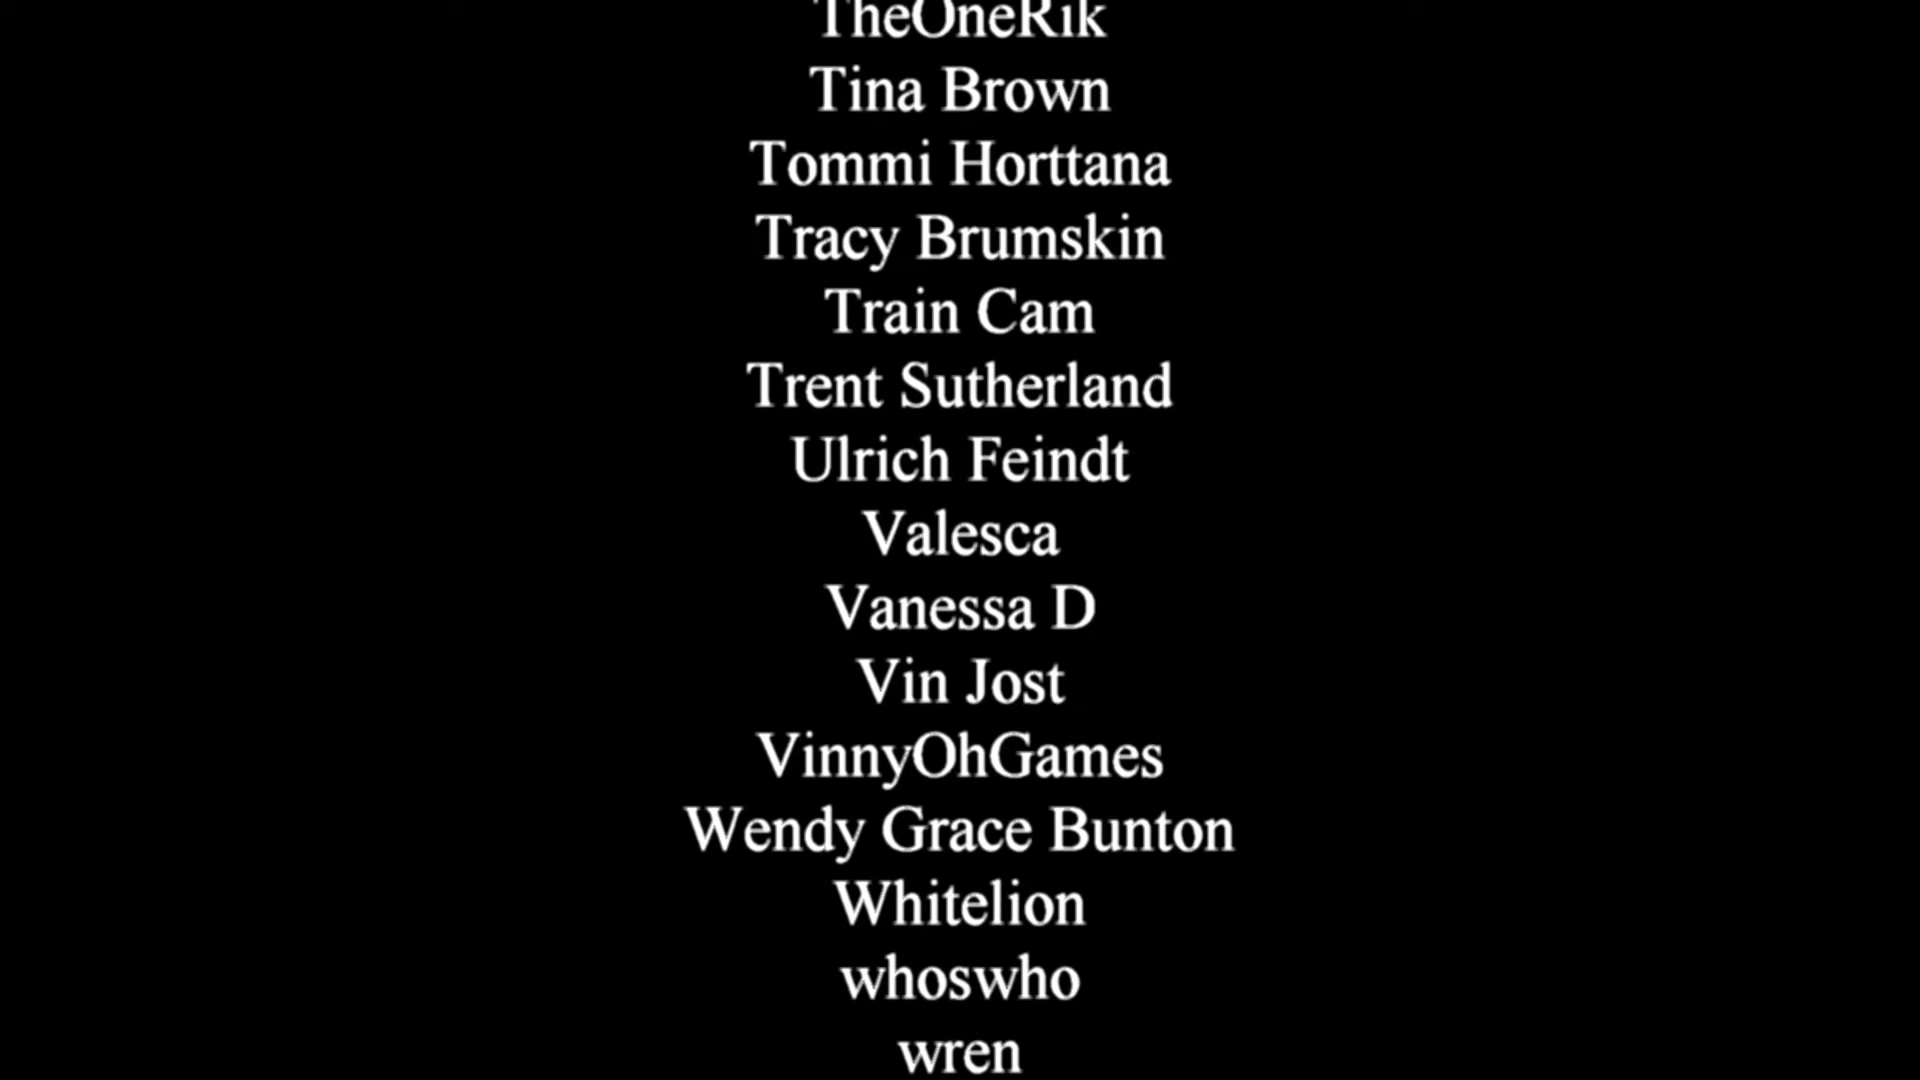 TheOneRik
Tina Brown
Tommi Horttana
Tracy Brumskin
Train Cam
Trent Sutherland
Ulrich Feindt
Valesca
Vanessa D
Vin Jost
VinnyOhGames
Wendy Grace Bunton
Whitelion
whoswho
wren